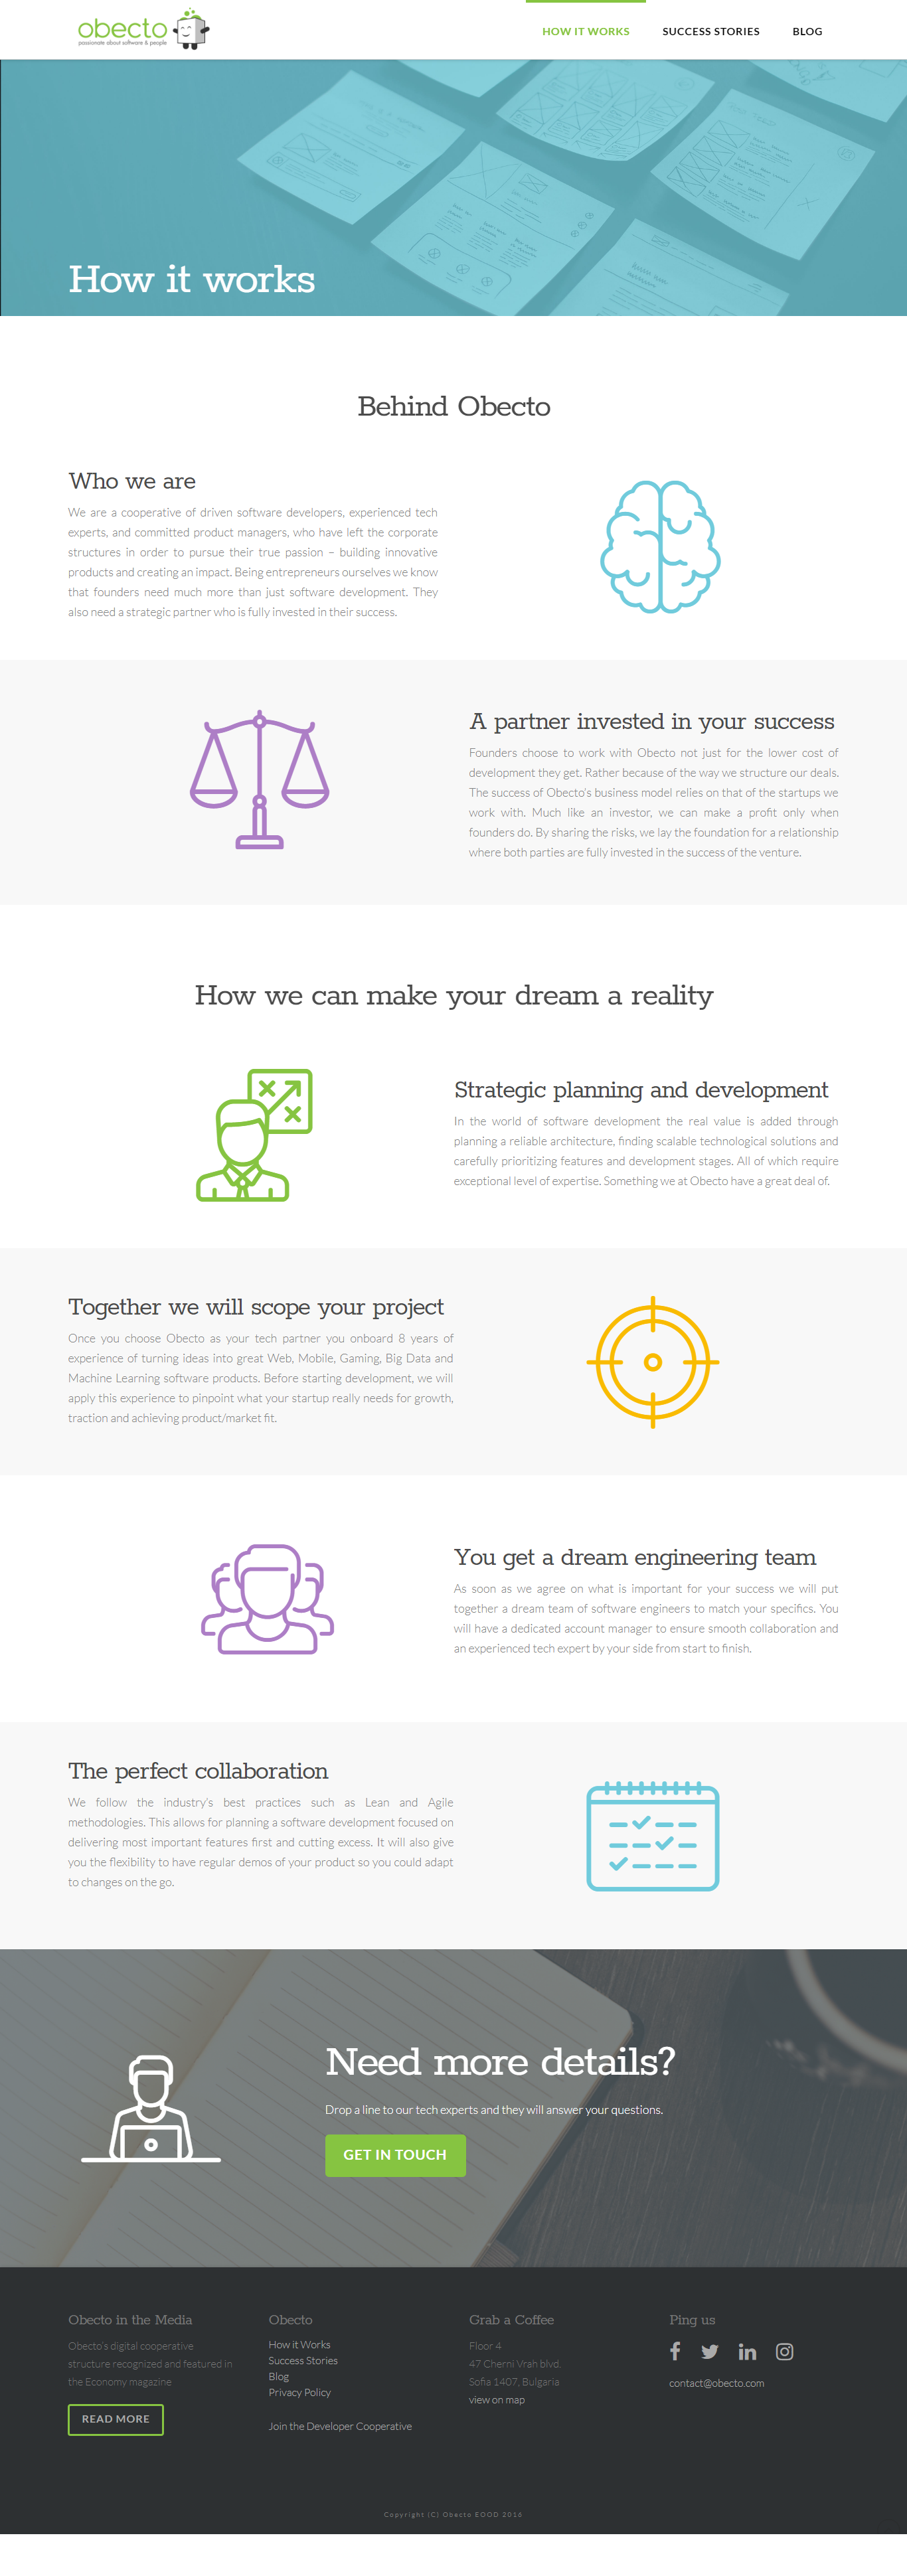 obecto
passionate about software & people
HOW IT WORKS
SUCCESS STORIES
BLOG
How it works
Behind Obecto
Who we are
We are a cooperative of driven software developers, experienced tech
experts, and committed product managers, who have left the corporate
structures in order to pursue their true passion – building innovative
products and creating an impact. Being entrepreneurs ourselves we know
that founders need much more than just software development. They
also need a strategic partner who is fully invested in their success.
A partner invested in your success
Founders choose to work with Obecto not just for the lower cost of
development they get. Rather because of the way we structure our deals.
The success of Obecto's business model relies on that of the startups we
work with. Much like an investor, we can make a profit only when
founders do. By sharing the risks, we lay the foundation for a relationship
where both parties are fully invested in the success of the venture.
How we can make your dream a reality
Strategic planning and development
In the world of software development the real value is added through
planning a reliable architecture, finding scalable technological solutions and
carefully prioritizing features and development stages. All of which require
exceptional level of expertise. Something we at Obecto have a great deal of.
Together we will scope your project
Once you choose Obecto as your tech partner you onboard 8 years of
experience of turning ideas into great Web, Mobile, Gaming, Big Data and
Machine Learning software products. Before starting development, we will
apply this experience to pinpoint what your startup really needs for growth,
traction and achieving product/market fit.
You get a dream engineering team
As soon as we agree on what is important for your success we will put
together a dream team of software engineers to match your specifics. You
will have a dedicated account manager to ensure smooth collaboration and
an experienced tech expert by your side from start to finish.
The perfect collaboration
We follow the industry's best practices such as Lean and Agile
methodologies. This allows for planning a software development focused on
delivering most important features first and cutting excess. It will also give
you the flexibility to have regular demos of your product so you could adapt
to changes on the go.
Need more details?
Drop a line to our tech experts and they will answer your questions.
GET IN TOUCH
Obecto in the Media
Obecto's digital cooperative
structure recognized and featured in
the Economy magazine
READ MORE
Obecto
How it Works
Success Stories
Blog
Privacy Policy
Join the Developer Cooperative
Grab a Coffee
Floor 4
47 Cherni Vrah blvd.
Sofia 1407, Bulgaria
view on map
Ping us
contact@obecto.com
Copyright (C) Obecto EOOD 2016